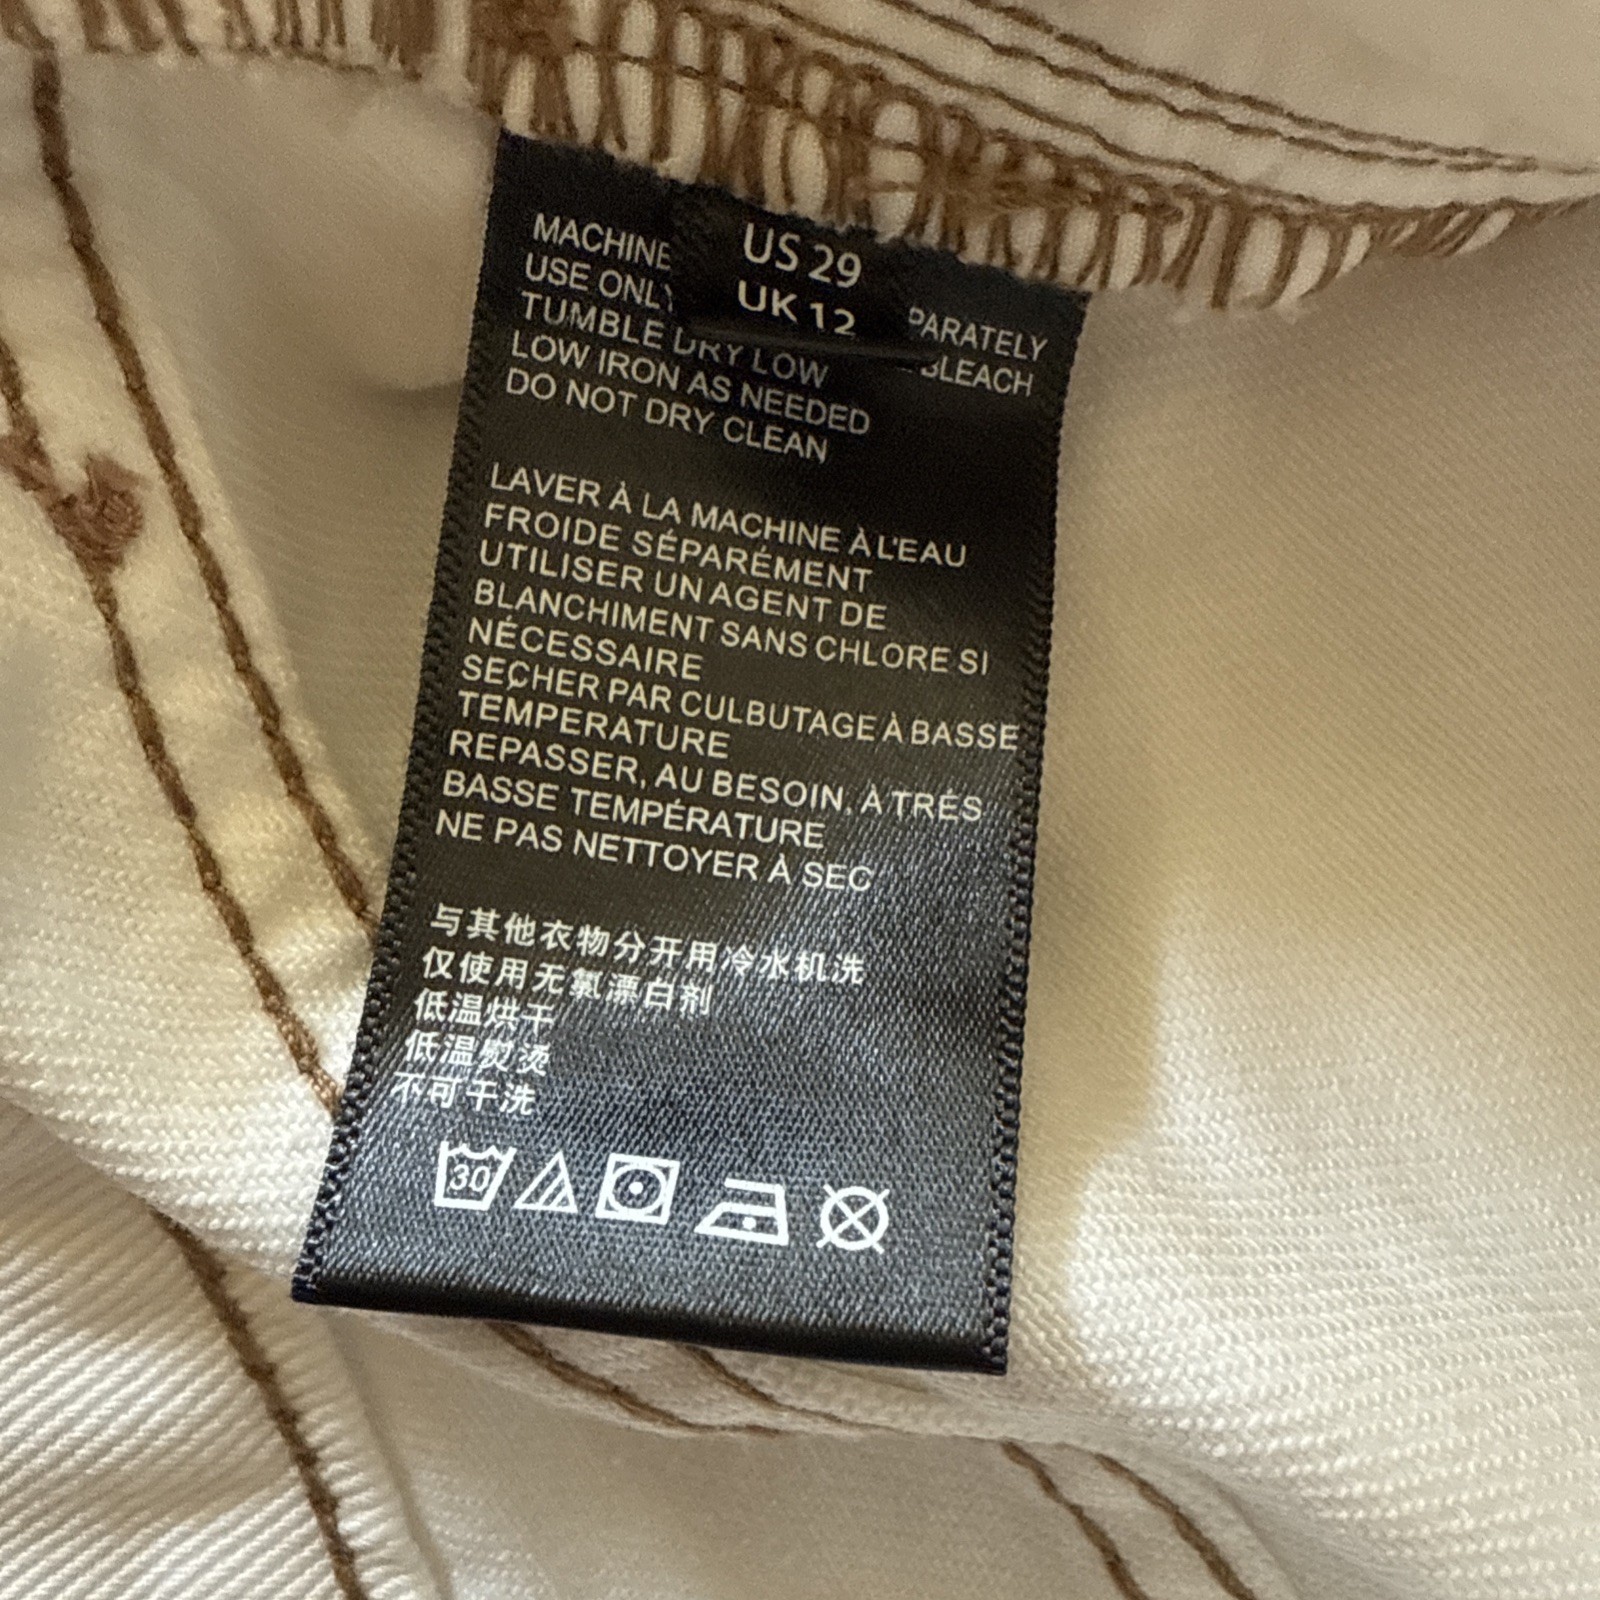 US 29
UK 12
MACHINE PARATELY
USE ONLY BLEACH
TUMBLE DRY LOW
LOW IRON AS NEEDED
DO NOT DRY CLEAN
LAVER À LA MACHINE À L'EAU
FROIDE SÉPARÉMENT
UTILISER UN AGENT DE
BLANCHIMENT SANS CHLORE SI
NÉCESSAIRE
SECHER PAR CULBUTAGE À BASSE
TEMPÉRATURE
REPASSER, AU BESOIN, À TRÉS
BASSE TEMPÉRATURE
NE PAS NETTOYER À SEC
与其他衣物分开用冷水机洗
仅使用无氯漂白剂
低温烘干
低温熨烫
不可干洗
30